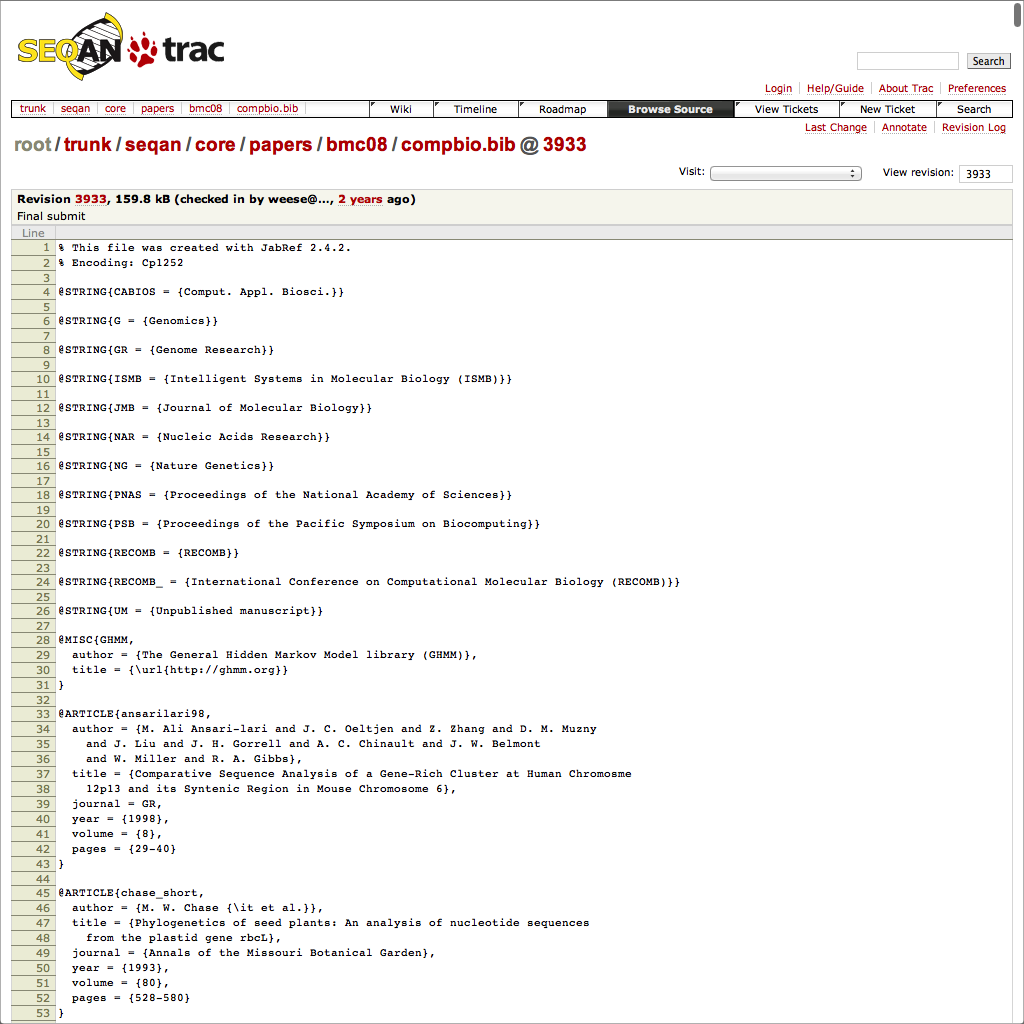 SEQAN trac
Search
Login Help/Guide About Trac Preferences
trunk seqan core papers bmc08 compbio.bib Wiki Timeline Roadmap Browse Source View Tickets New Ticket Search
Last Change Annotate Revision Log
root/trunk/seqan/core/papers/bmc08/compbio.bib @ 3933
Visit: View revision: 3933
Revision 3933, 159.8 kB (checked in by weese@..., 2 years ago)
Final submit
Line
1 % This file was created with JabRef 2.4.2.
2 % Encoding: Cp1252
3
4 @STRING{CABIOS = {Comput. Appl. Biosci.}}
5
6 @STRING{G = {Genomics}}
7
8 @STRING{GR = {Genome Research}}
9
10 @STRING{ISMB = {Intelligent Systems in Molecular Biology (ISMB)}}
11
12 @STRING{JMB = {Journal of Molecular Biology}}
13
14 @STRING{NAR = {Nucleic Acids Research}}
15
16 @STRING{NG = {Nature Genetics}}
17
18 @STRING{PNAS = {Proceedings of the National Academy of Sciences}}
19
20 @STRING{PSB = {Proceedings of the Pacific Symposium on Biocomputing}}
21
22 @STRING{RECOMB = {RECOMB}}
23
24 @STRING{RECOMB_ = {International Conference on Computational Molecular Biology (RECOMB)}}
25
26 @STRING{UM = {Unpublished manuscript}}
27
28 @MISC{GHMM,
29 author = {The General Hidden Markov Model library (GHMM)},
30 title = {\url{http://ghmm.org}}
31 }
32
33 @ARTICLE{ansarilari98,
34 author = {M. Ali Ansari-lari and J. C. Oeltjen and Z. Zhang and D. M. Muzny
35 and J. Liu and J. H. Gorrell and A. C. Chinault and J. W. Belmont
36 and W. Miller and R. A. Gibbs},
37 title = {Comparative Sequence Analysis of a Gene-Rich Cluster at Human Chromosme
38 12p13 and its Syntenic Region in Mouse Chromosome 6},
39 journal = GR,
40 year = {1998},
41 volume = {8},
42 pages = {29-40}
43 }
44
45 @ARTICLE{chase_short,
46 author = {M. W. Chase {\it et al.}},
47 title = {Phylogenetics of seed plants: An analysis of nucleotide sequences
48 from the plastid gene rbcL},
49 journal = {Annals of the Missouri Botanical Garden},
50 year = {1993},
51 volume = {80},
52 pages = {528-580}
53 }